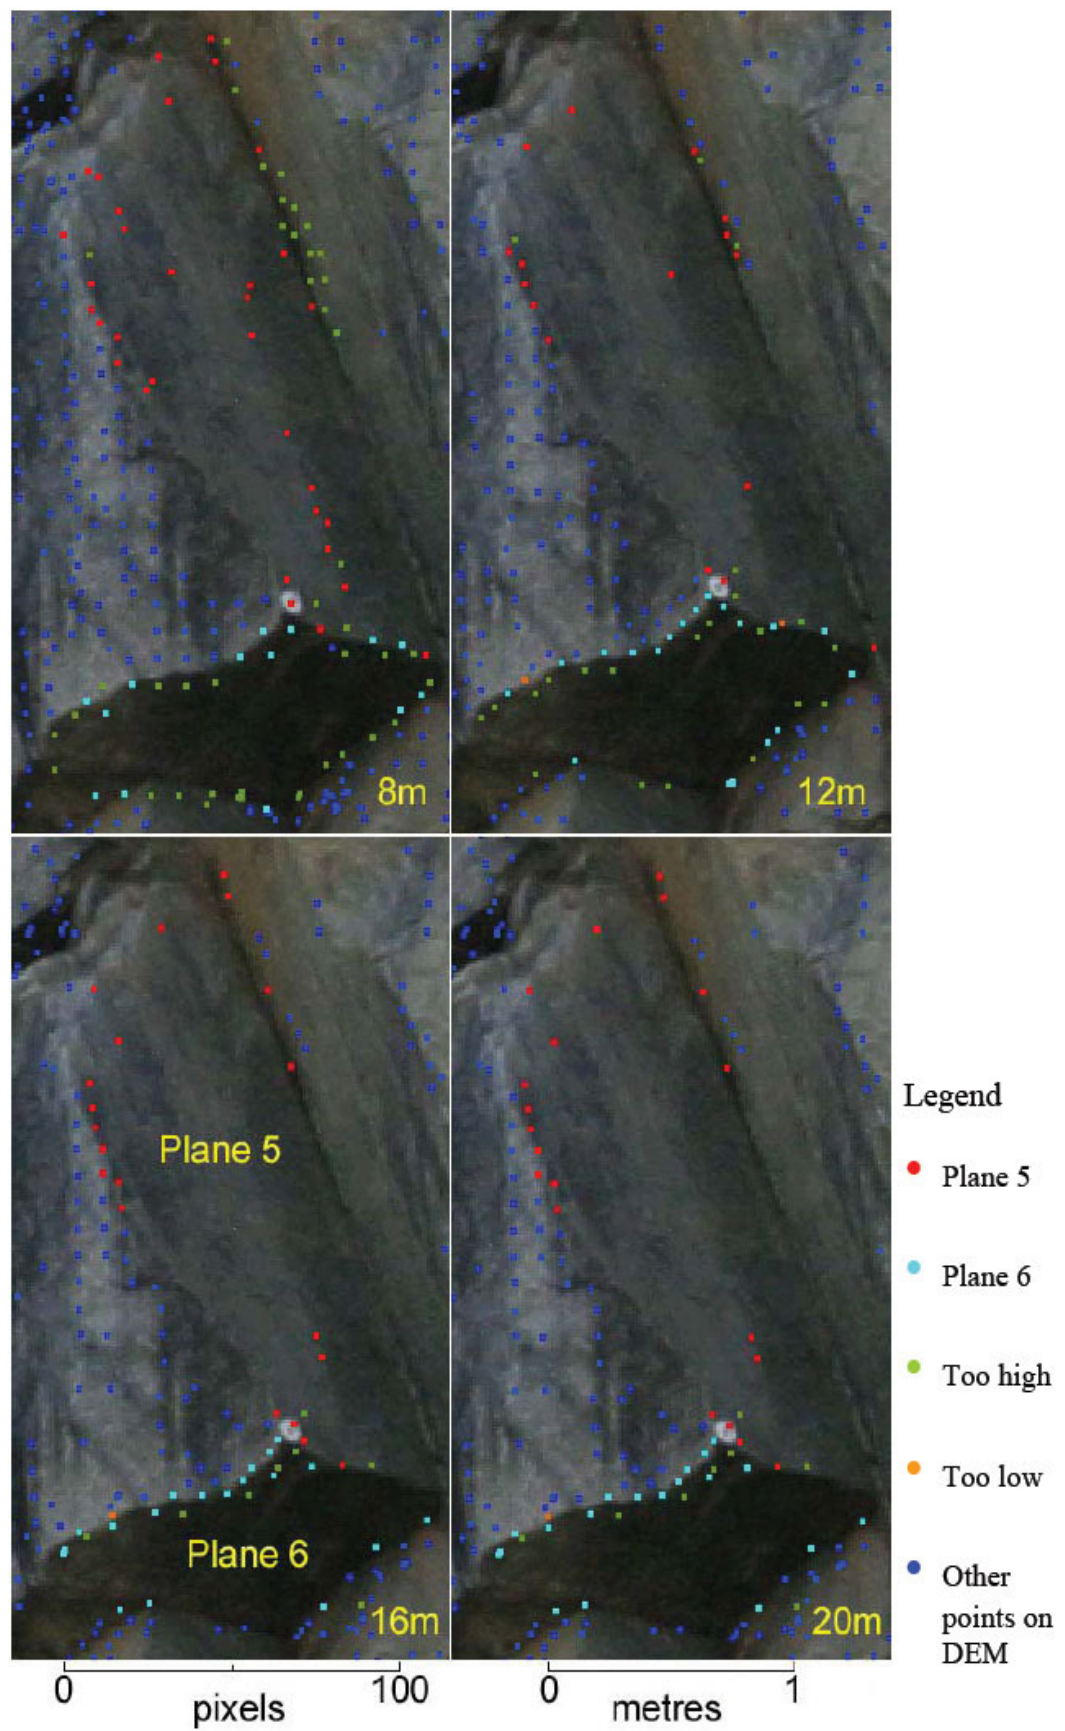 8m
12m
Plane 5
Plane 6
16m
20m
0
100
pixels
0
1
metres
Legend
Plane 5
Plane 6
Too high
Too low
Other
points on
DEM